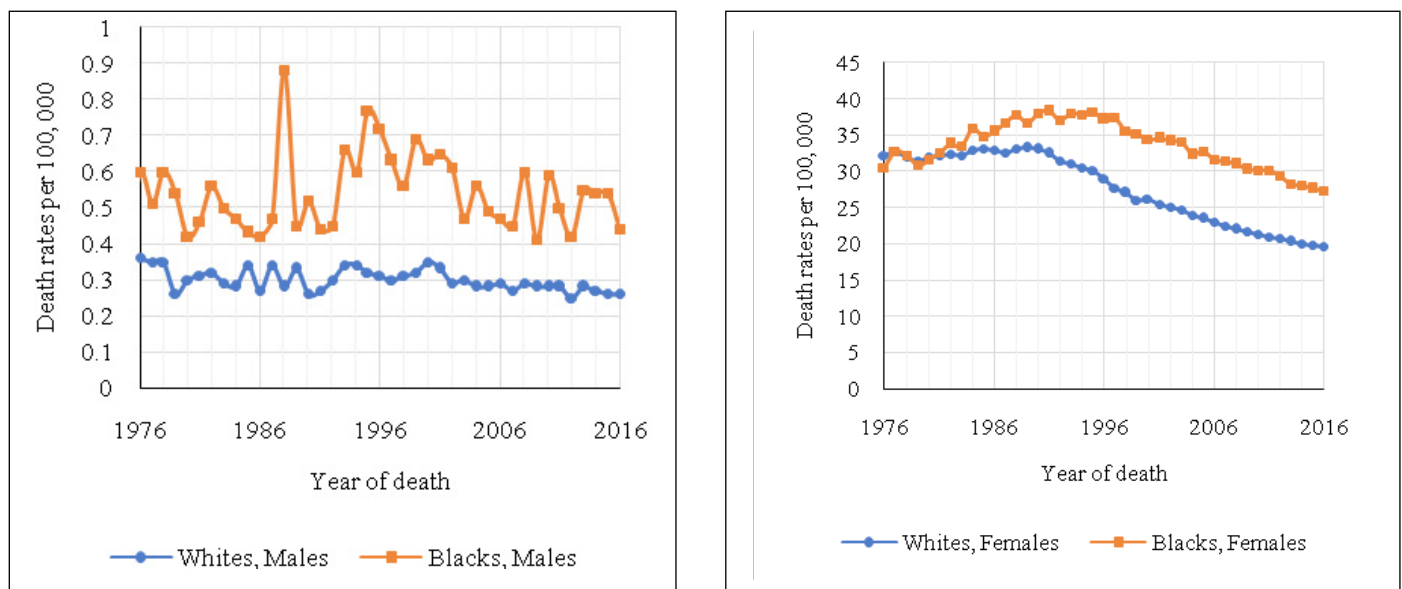 1
0.9
0.8
0.7
0.6
0.5
0.4
0.3
0.2
0.1
0
Death rates per 100, 000
1976 1986 1996 2006 2016
Year of death
Whites, Males Blacks, Males
45
40
35
30
25
20
15
10
5
0
Death rates per 100, 000
1976 1986 1996 2006 2016
Year of death
Whites, Females Blacks, Females